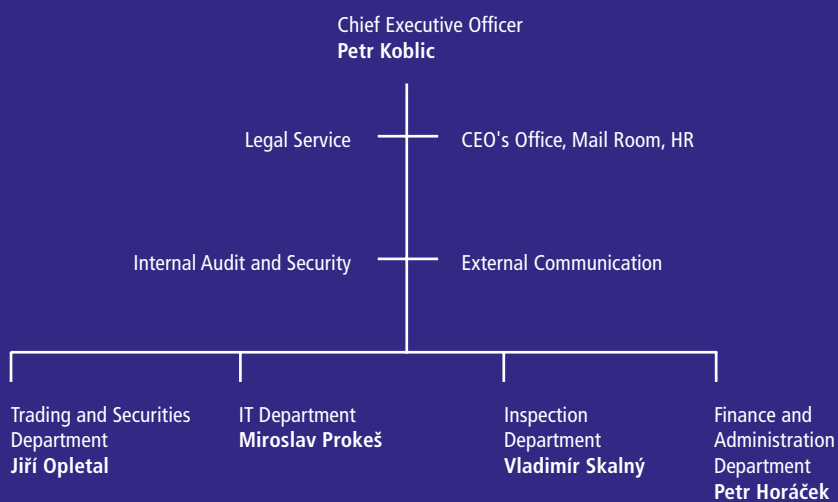 Chief Executive Officer
Petr Koblic
Legal Service
CEO's Office, Mail Room, HR
Internal Audit and Security
External Communication
Trading and Securities
Department
Jiří Opletal
IT Department
Miroslav Prokeš
Inspection
Department
Vladimír Skalný
Finance and
Administration
Department
Petr Horáček